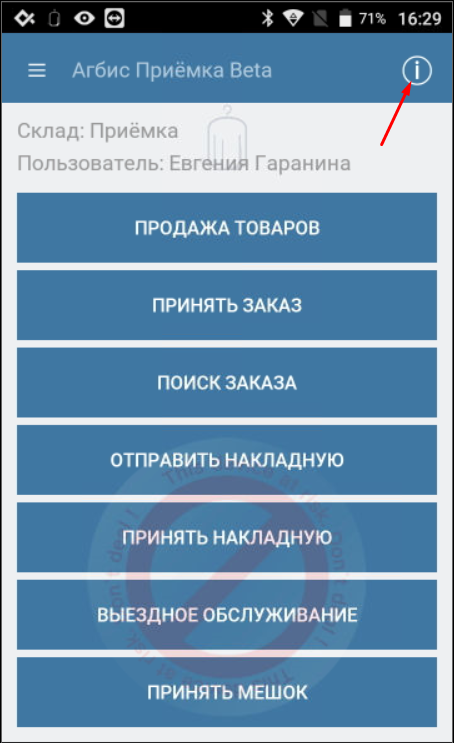 71% 16:29
Агбис Приёмка Beta
Склад: Приёмка
Пользователь: Евгения Гаранина
ПРОДАЖА ТОВАРОВ
ПРИНЯТЬ ЗАКАЗ
ПОИСК ЗАКАЗА
ОТПРАВИТЬ НАКЛАДНУЮ
ПРИНЯТЬ НАКЛАДНУЮ
ВЫЕЗДНОЕ ОБСЛУЖИВАНИЕ
ПРИНЯТЬ МЕШОК